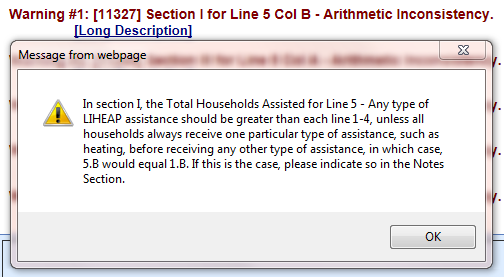 Warning #1: [11327] Section I for Line 5 Col B - Arithmetic Inconsistency.
[Long Description]
Message from webpage
In section I, the Total Households Assisted for Line 5 - Any type of
LIHEAP assistance should be greater than each line 1-4, unless all
households always receive one particular type of assistance, such as
heating, before receiving any other type of assistance, in which case,
5.B would equal 1.B. If this is the case, please indicate so in the Notes
Section.
OK